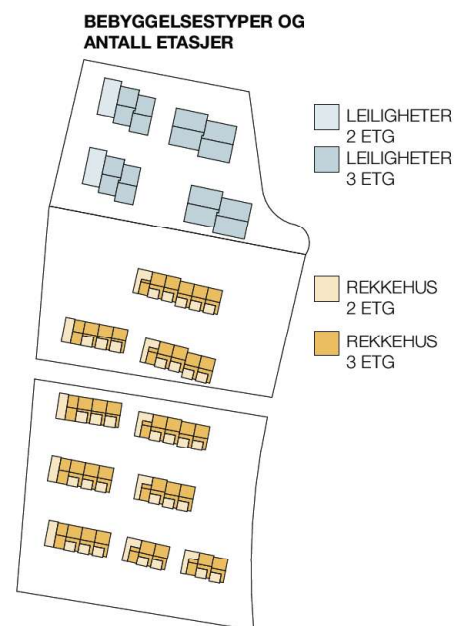 BEBYGGELSESTYPER OG
ANTALL ETASJER
LEILIGHETER
2 ETG
LEILIGHETER
3 ETG
REKKEHUS
2 ETG
REKKEHUS
3 ETG